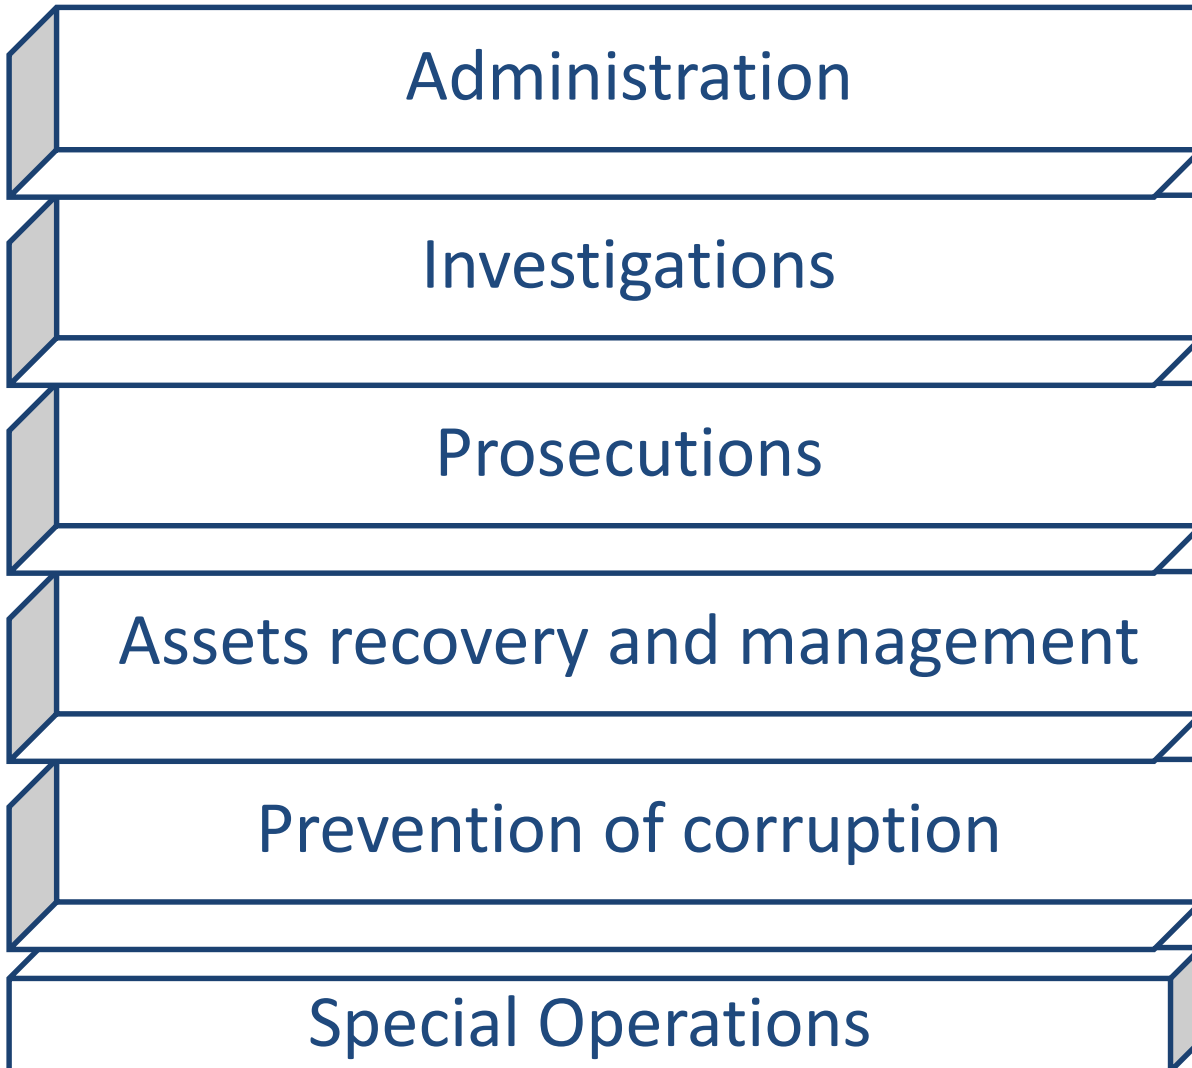 Administration
Investigations
Prosecutions
Assets recovery and management
Prevention of corruption
Special Operations